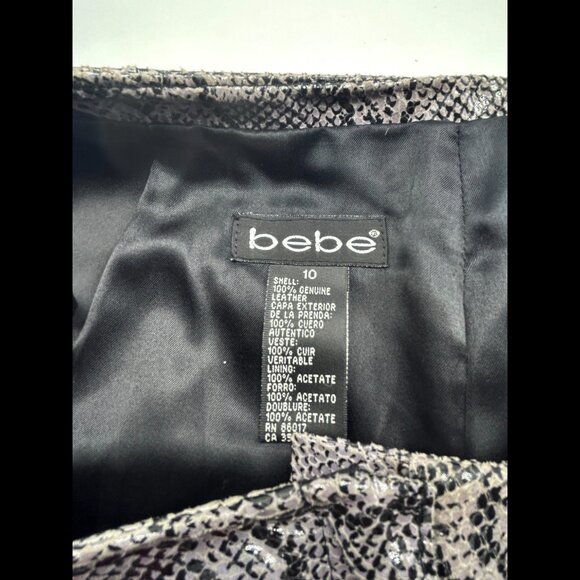 bebe®
10
SHELL:
100% GENUINE
LEATHER
CAPA EXTERIOR
DE LA PRENDA:
100% CUERO
AUTENTICO
VESTE:
100% CUIR
VERITABLE
LINING:
100% ACETATE
FORRO:
100% ACETATO
DOUBLURE:
100% ACETATE
RN 86017
CA